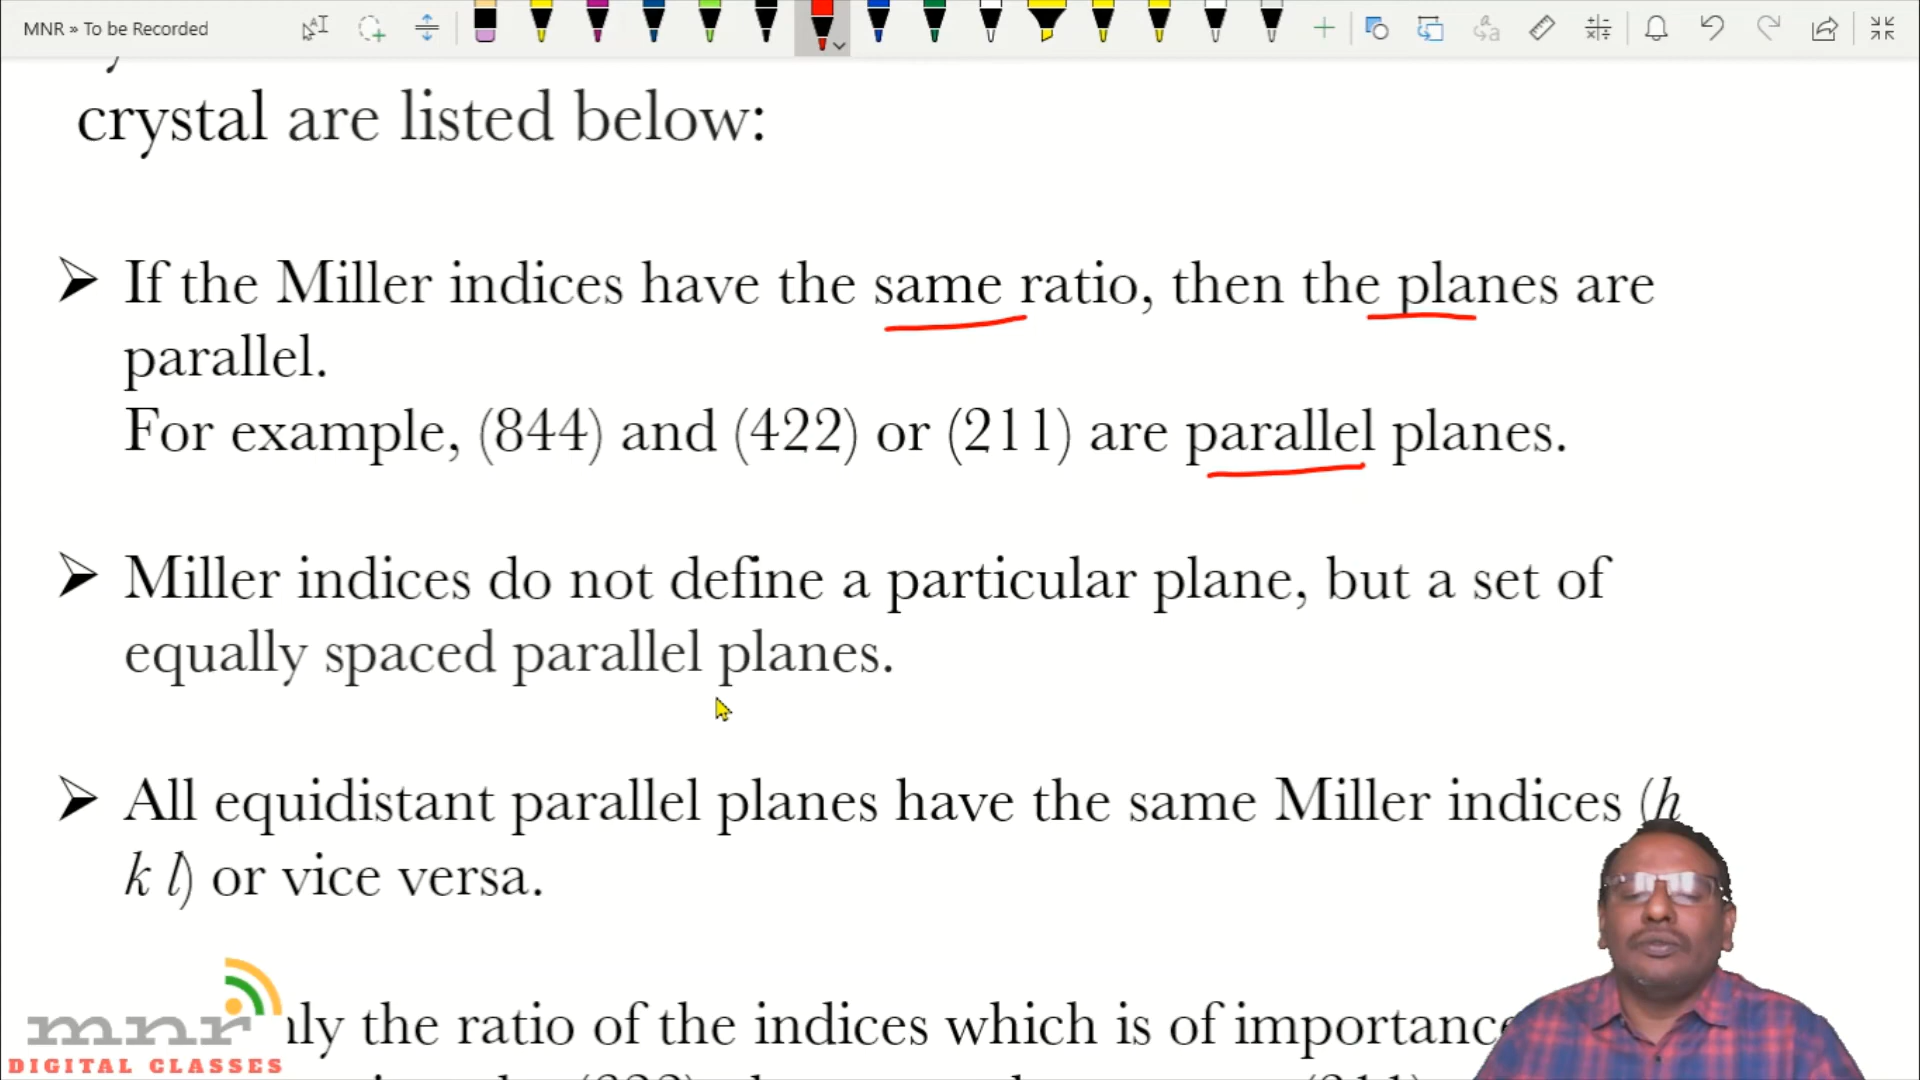 MNR » To be Recorded
crystal are listed below:
➤ If the Miller indices have the same ratio, then the planes are
parallel.
For example, (844) and (422) or (211) are parallel planes.
➤ Miller indices do not define a particular plane, but a set of
equally spaced parallel planes.
➤ All equidistant parallel planes have the same Miller indices (h
k l) or vice versa.
the ratio of the indices which is of importance
mnr
DIGITAL CLASSES